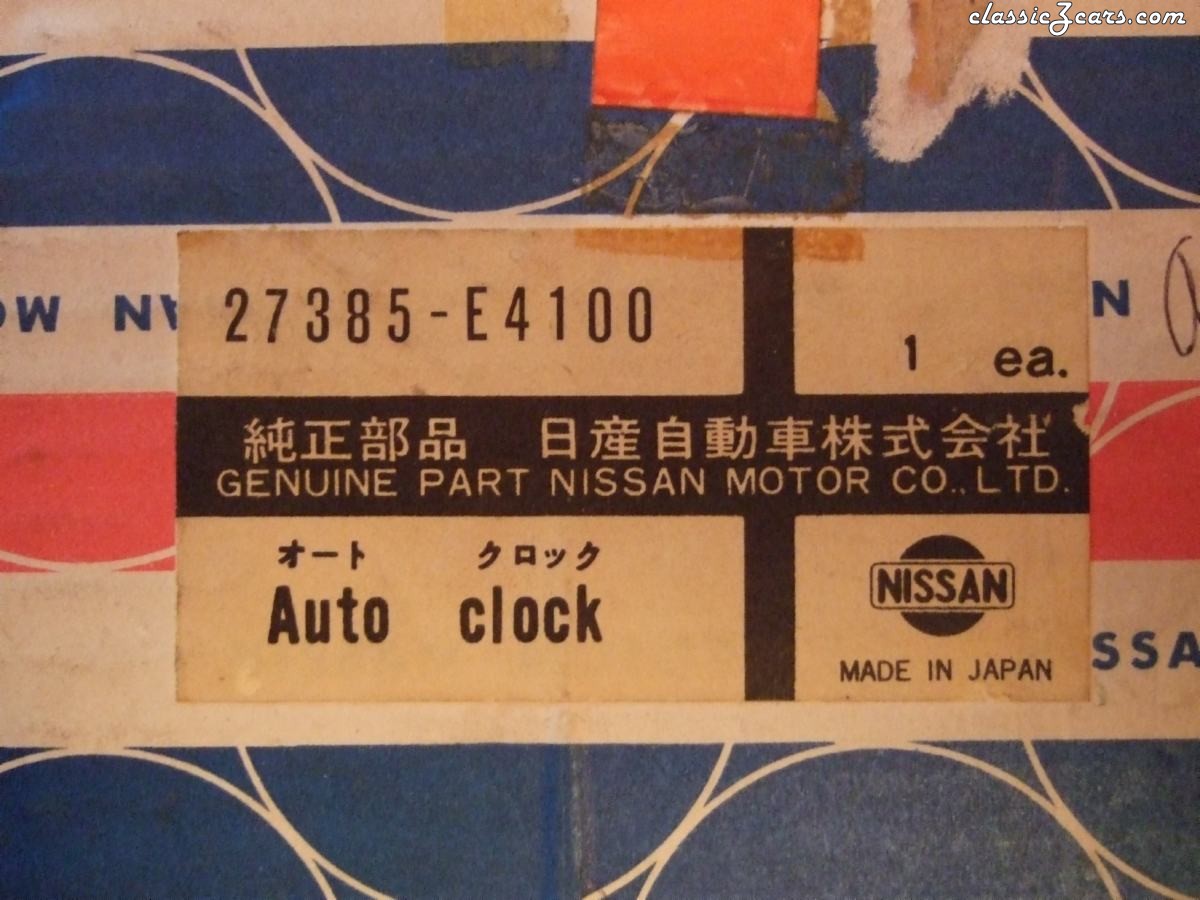 classicZcars.com
27385-E4100
1 ea.
純正部品 日産自動車株式会社
GENUINE PART NISSAN MOTOR CO.,LTD.
オート クロック
Auto clock
NISSAN
MADE IN JAPAN